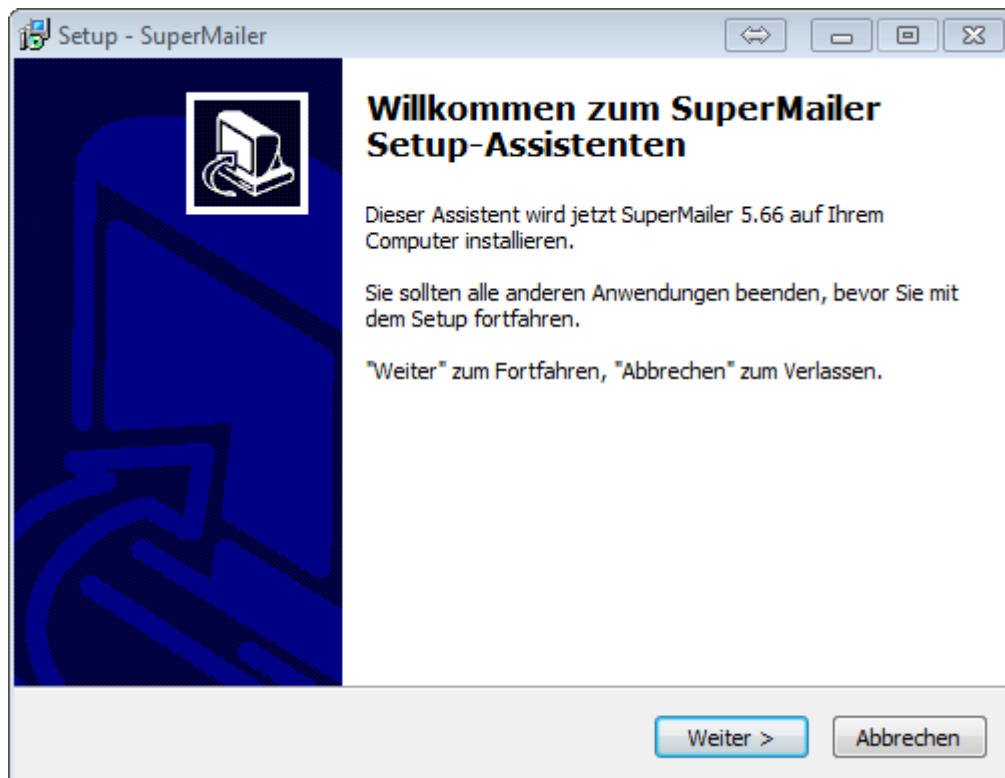 Setup - SuperMailer
Willkommen zum SuperMailer
Setup-Assistenten
Dieser Assistent wird jetzt SuperMailer 5.66 auf Ihrem
Computer installieren.
Sie sollten alle anderen Anwendungen beenden, bevor Sie mit
dem Setup fortfahren.
"Weiter" zum Fortfahren, "Abbrechen" zum Verlassen.
Weiter >
Abbrechen